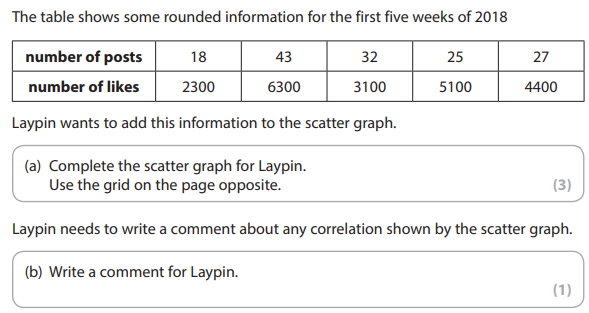 The table shows some rounded information for the first five weeks of 2018
number of posts 18 43 32 25 27
number of likes 2300 6300 3100 5100 4400
Laypin wants to add this information to the scatter graph.
(a) Complete the scatter graph for Laypin.
Use the grid on the page opposite.
(3)
Laypin needs to write a comment about any correlation shown by the scatter graph.
(b) Write a comment for Laypin.
(1)